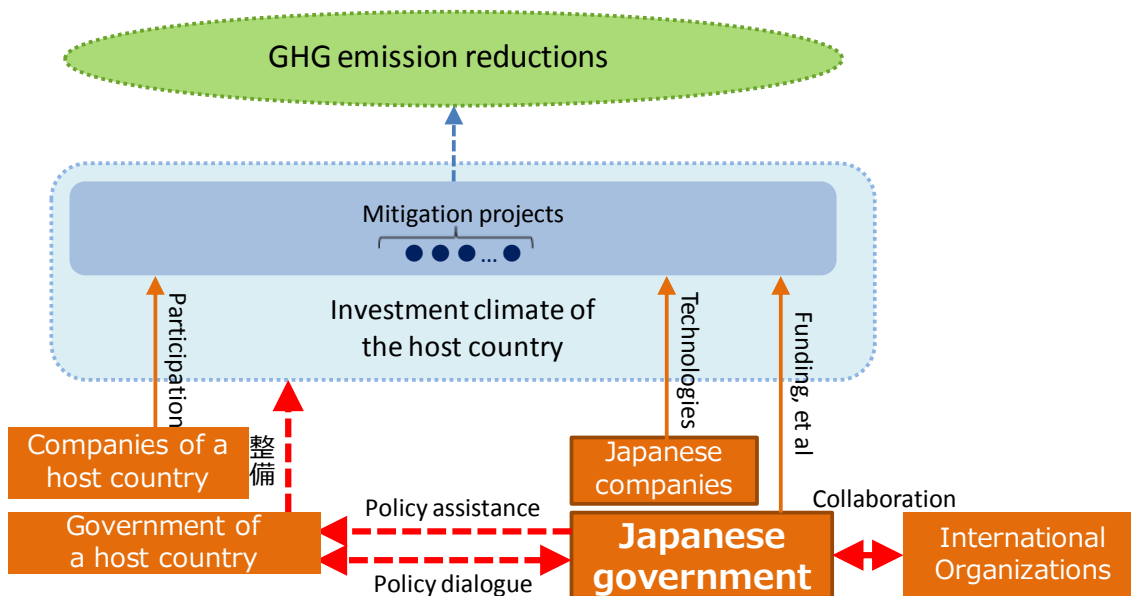 GHG emission reductions
Mitigation projects
...
Investment climate of
the host country
Participation
Technologies
Funding, et al
整備
Companies of a
host country
Japanese
companies
Government of
a host country
Policy assistance
Policy dialogue
Japanese
government
Collaboration
International
Organizations